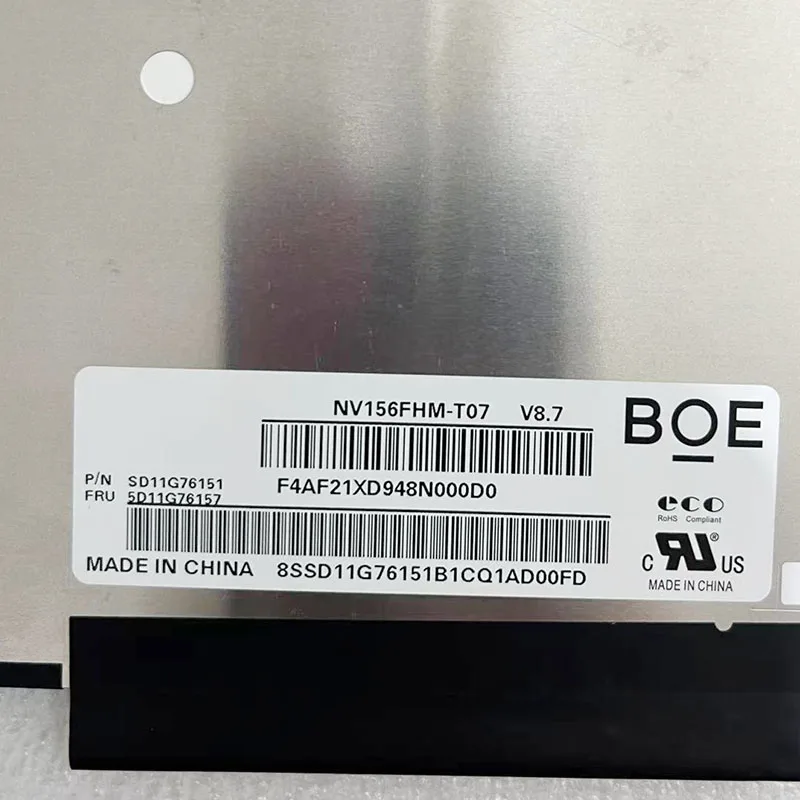 NV156FHM-T07 V8.7
BOE
P/N SD11G76151
FRU 5D11G76157
F4AF21XD948N000D0
eco
RoHS Compliant
MADE IN CHINA 8SSD11G76151B1CQ1AD00FD
C RU® US
MADE IN CHINA